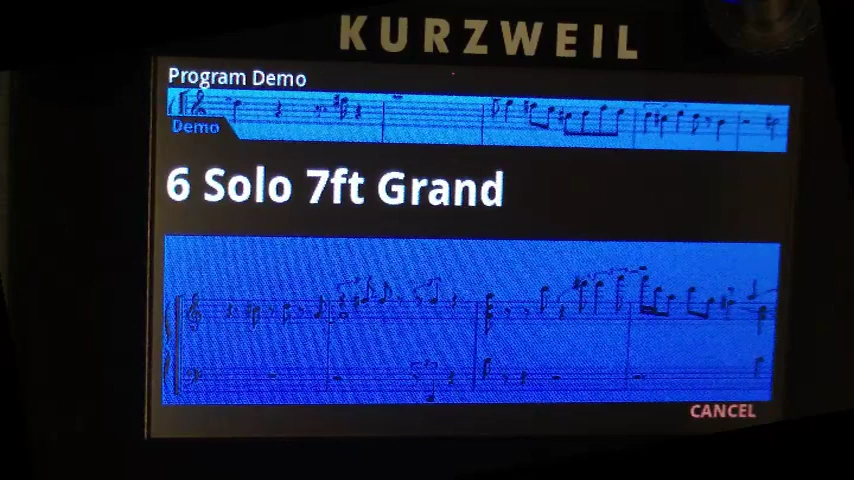 KURZWEIL
Program Demo
Demo
6 Solo 7ft Grand
CANCEL